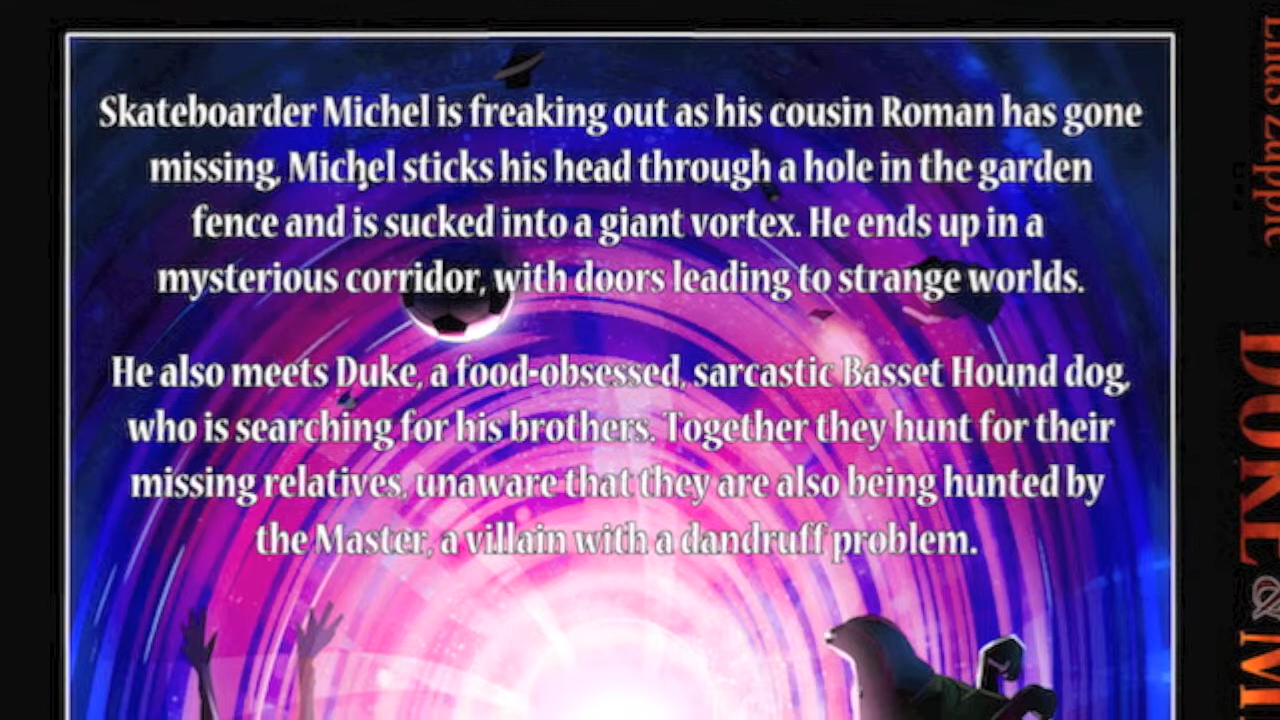 Skateboarder Michel is freaking out as his cousin Roman has gone
missing, Michel sticks his head through a hole in the garden
fence and is sucked into a giant vortex. He ends up in a
mysterious corridor, with doors leading to strange worlds.
He also meets Duke, a food-obsessed, sarcastic Basset Hound dog,
who is searching for his brothers. Together they hunt for their
missing relatives, unaware that they are also being hunted by
the Master, a villain with a dandruff problem.
Zapple
DUKE &